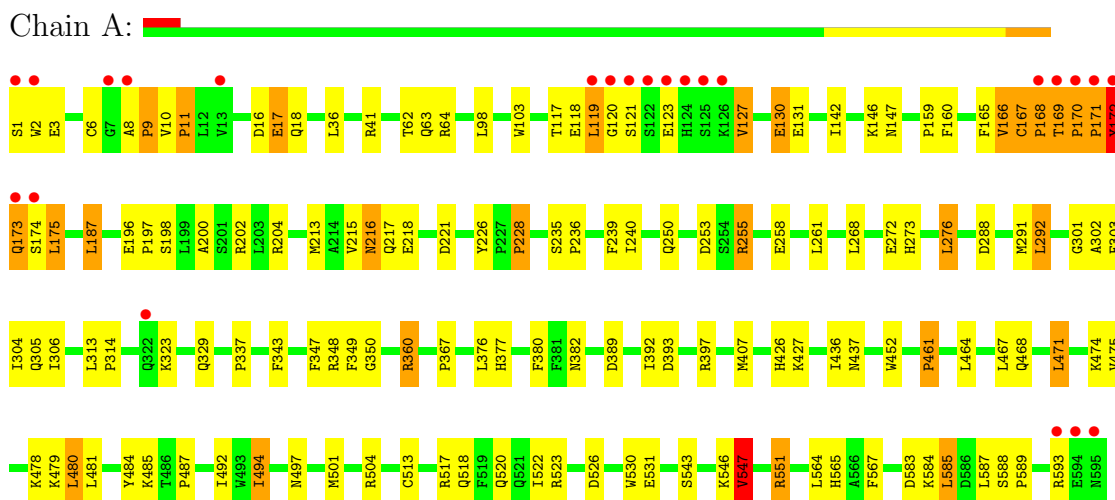 Chain A:
S1 W2 E3 C6 G7 A8 P9 V10 P11 L12 V13 D16 E17 Q18 L36 R41 T62 Q63 R64 L98 W103 T117 E118 L119 G120 S121 S122 E123 H124 S125 K126 V127 E130 E131 I142 K146 N147 P159 F160 F165 V166 C167 P168 T169 P170 P171
Q173 S174 L175 L187 E196 P197 S198 L199 A200 S201 R202 L203 R204 M213 A214 V215 N216 Q217 E218 D221 Y226 P227 P228 S235 P236 F239 I240 Q250 D253 S254 R255 E258 L261 L268 E272 H273 L276 D288 M291 L292 G301 A302
I304 Q305 I306 L313 P314 Q322 K323 Q329 P337 F343 F347 R348 F349 G350 R360 P367 L376 H377 F380 F381 N382 D389 I392 D393 R397 M407 H426 K427 I436 N437 W452 P461 L464 L467 Q468 L471 K474
K478 K479 L480 L481 Y484 K485 T486 P487 I492 W493 I494 N497 M501 R504 C513 R517 Q518 F519 Q520 Q521 I522 R523 D526 W530 E531 S543 K546 V547 R551 L564 H565 A566 F567 D583 K584 L585 D586 L587 S588 P589 R593 E594 N595